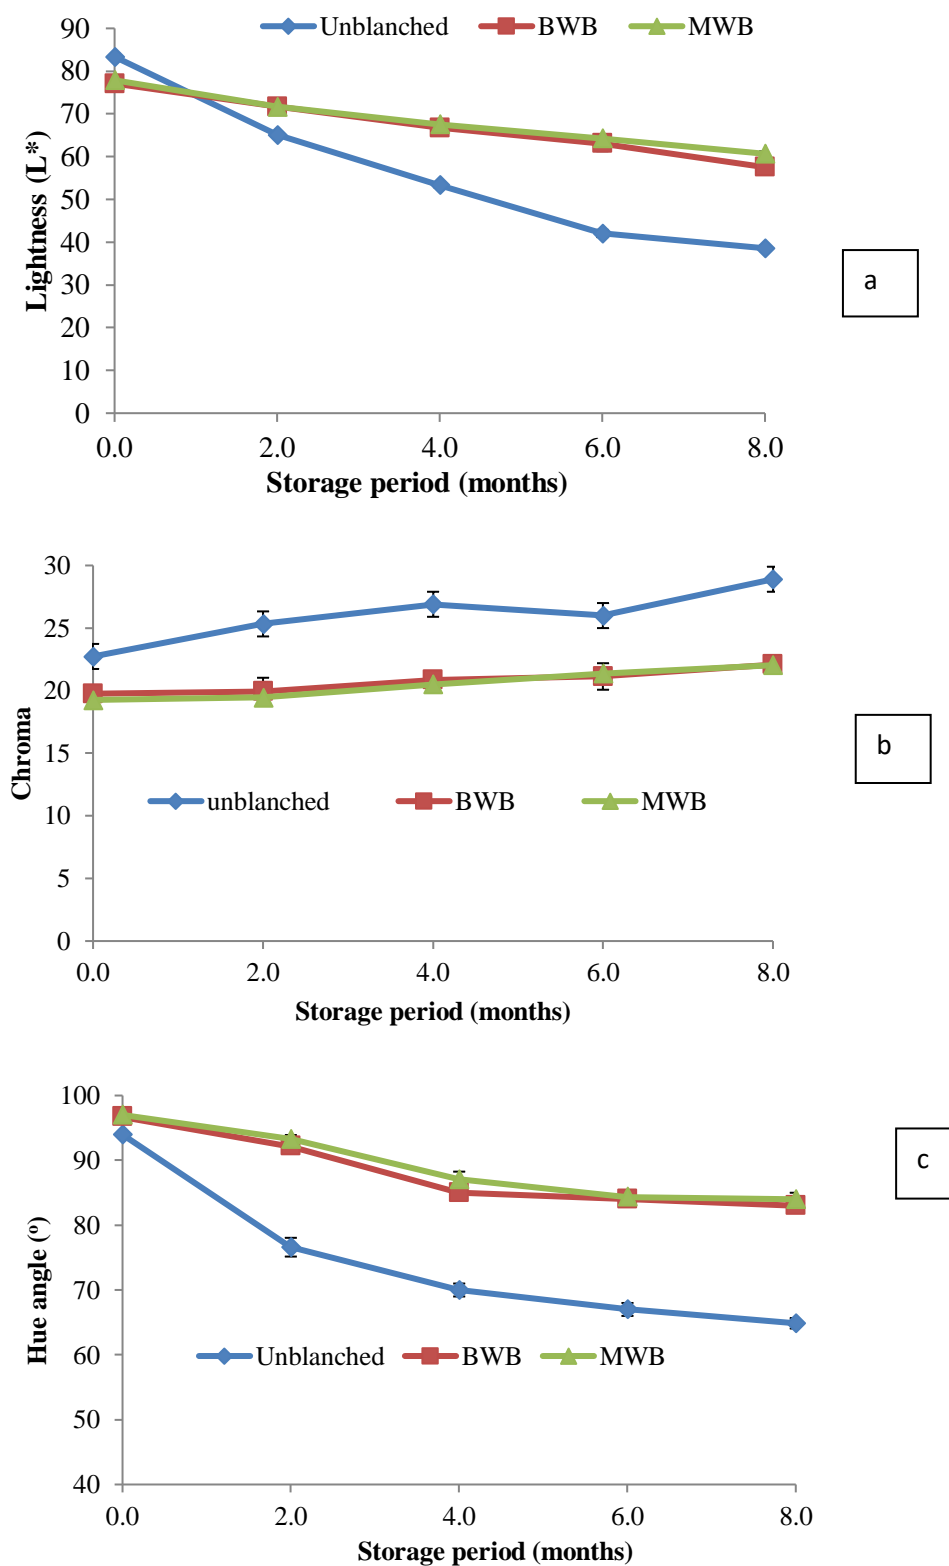 Unblanched BWB MWB
90
80
70
60
50
40
30
20
10
0
Lightness (L*)
0.0 2.0 4.0 6.0 8.0
Storage period (months)
a
30
25
20
15
10
5
0
Chroma
unblanched BWB MWB
0.0 2.0 4.0 6.0 8.0
Storage period (months)
b
100
90
80
70
60
50
40
Hue angle (º)
Unblanched BWB MWB
0.0 2.0 4.0 6.0 8.0
Storage period (months)
c